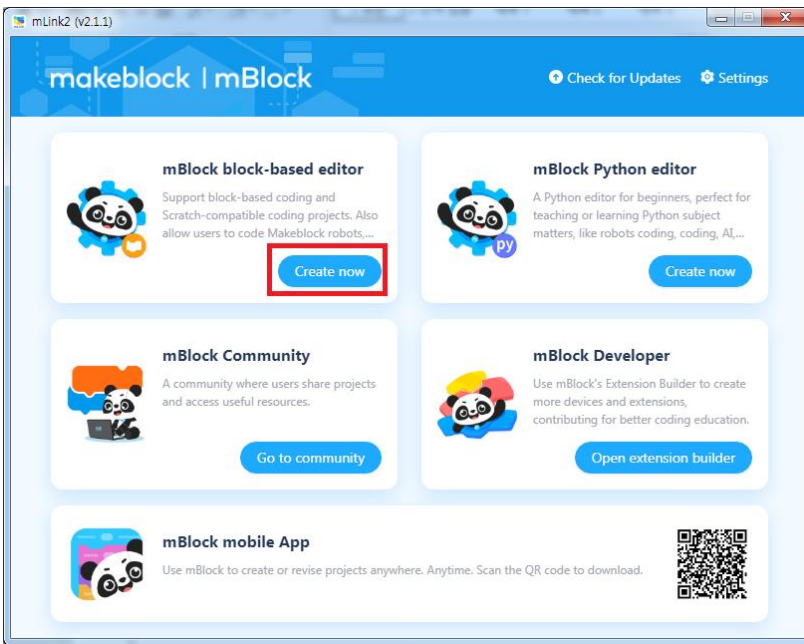 mLink2 (v2.1.1)
makeblock | mBlock
Check for Updates
Settings
mBlock block-based editor
Support block-based coding and
Scratch-compatible coding projects. Also
allow users to code Makeblock robots,...
Create now
mBlock Python editor
A Python editor for beginners, perfect for
teaching or learning Python subject
matters, like robots coding, coding, AI,...
py
Create now
mBlock Community
A community where users share projects
and access useful resources.
Go to community
mBlock Developer
Use mBlock's Extension Builder to create
more devices and extensions,
contributing for better coding education.
Open extension builder
mBlock mobile App
Use mBlock to create or revise projects anywhere. Anytime. Scan the QR code to download.